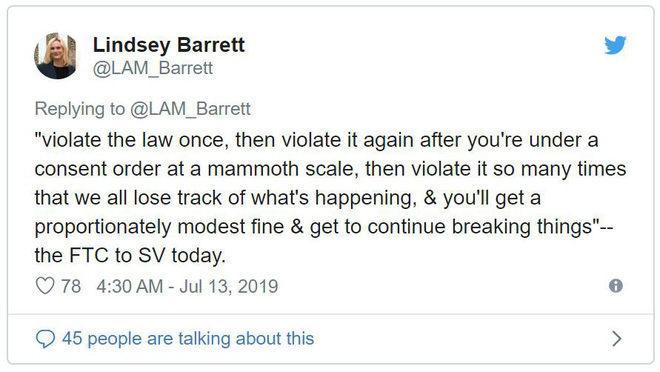 Lindsey Barrett
@LAM_Barrett
Replying to @LAM_Barrett
"violate the law once, then violate it again after you're under a
consent order at a mammoth scale, then violate it so many times
that we all lose track of what's happening, & you'll get a
proportionately modest fine & get to continue breaking things"--
the FTC to SV today.
78 4:30 AM - Jul 13, 2019
45 people are talking about this